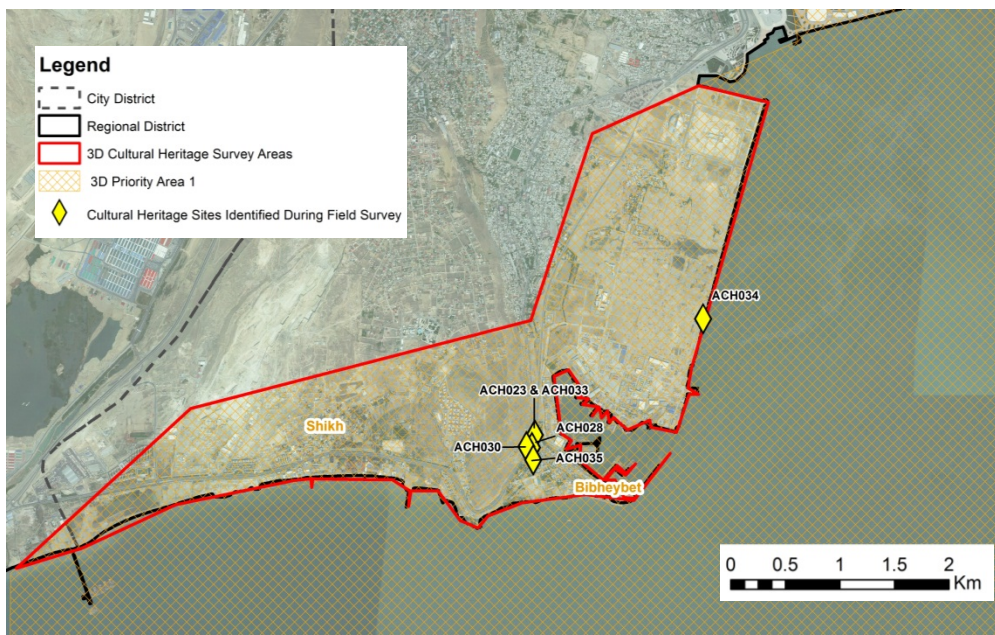 Legend
City District
Regional District
3D Cultural Heritage Survey Areas
3D Priority Area 1
Cultural Heritage Sites Identified During Field Survey
ACH034
ACH023 & ACH033
ACH028
Shikh
ACH030
ACH035
Bibheybet
0 0.5 1 1 2
Km